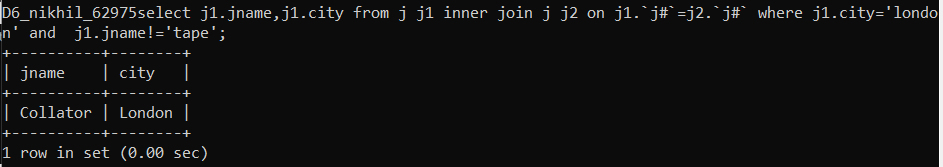 D6_nikhil_62975select j1.jname,j1.city from j j1 inner join j j2 on j1.`j#`=j2.`j#` where j1.city='londo
n' and  j1.jname!='tape';
+----------+--------+
| jname    | city   |
+----------+--------+
| Collator | London |
+----------+--------+
1 row in set (0.00 sec)